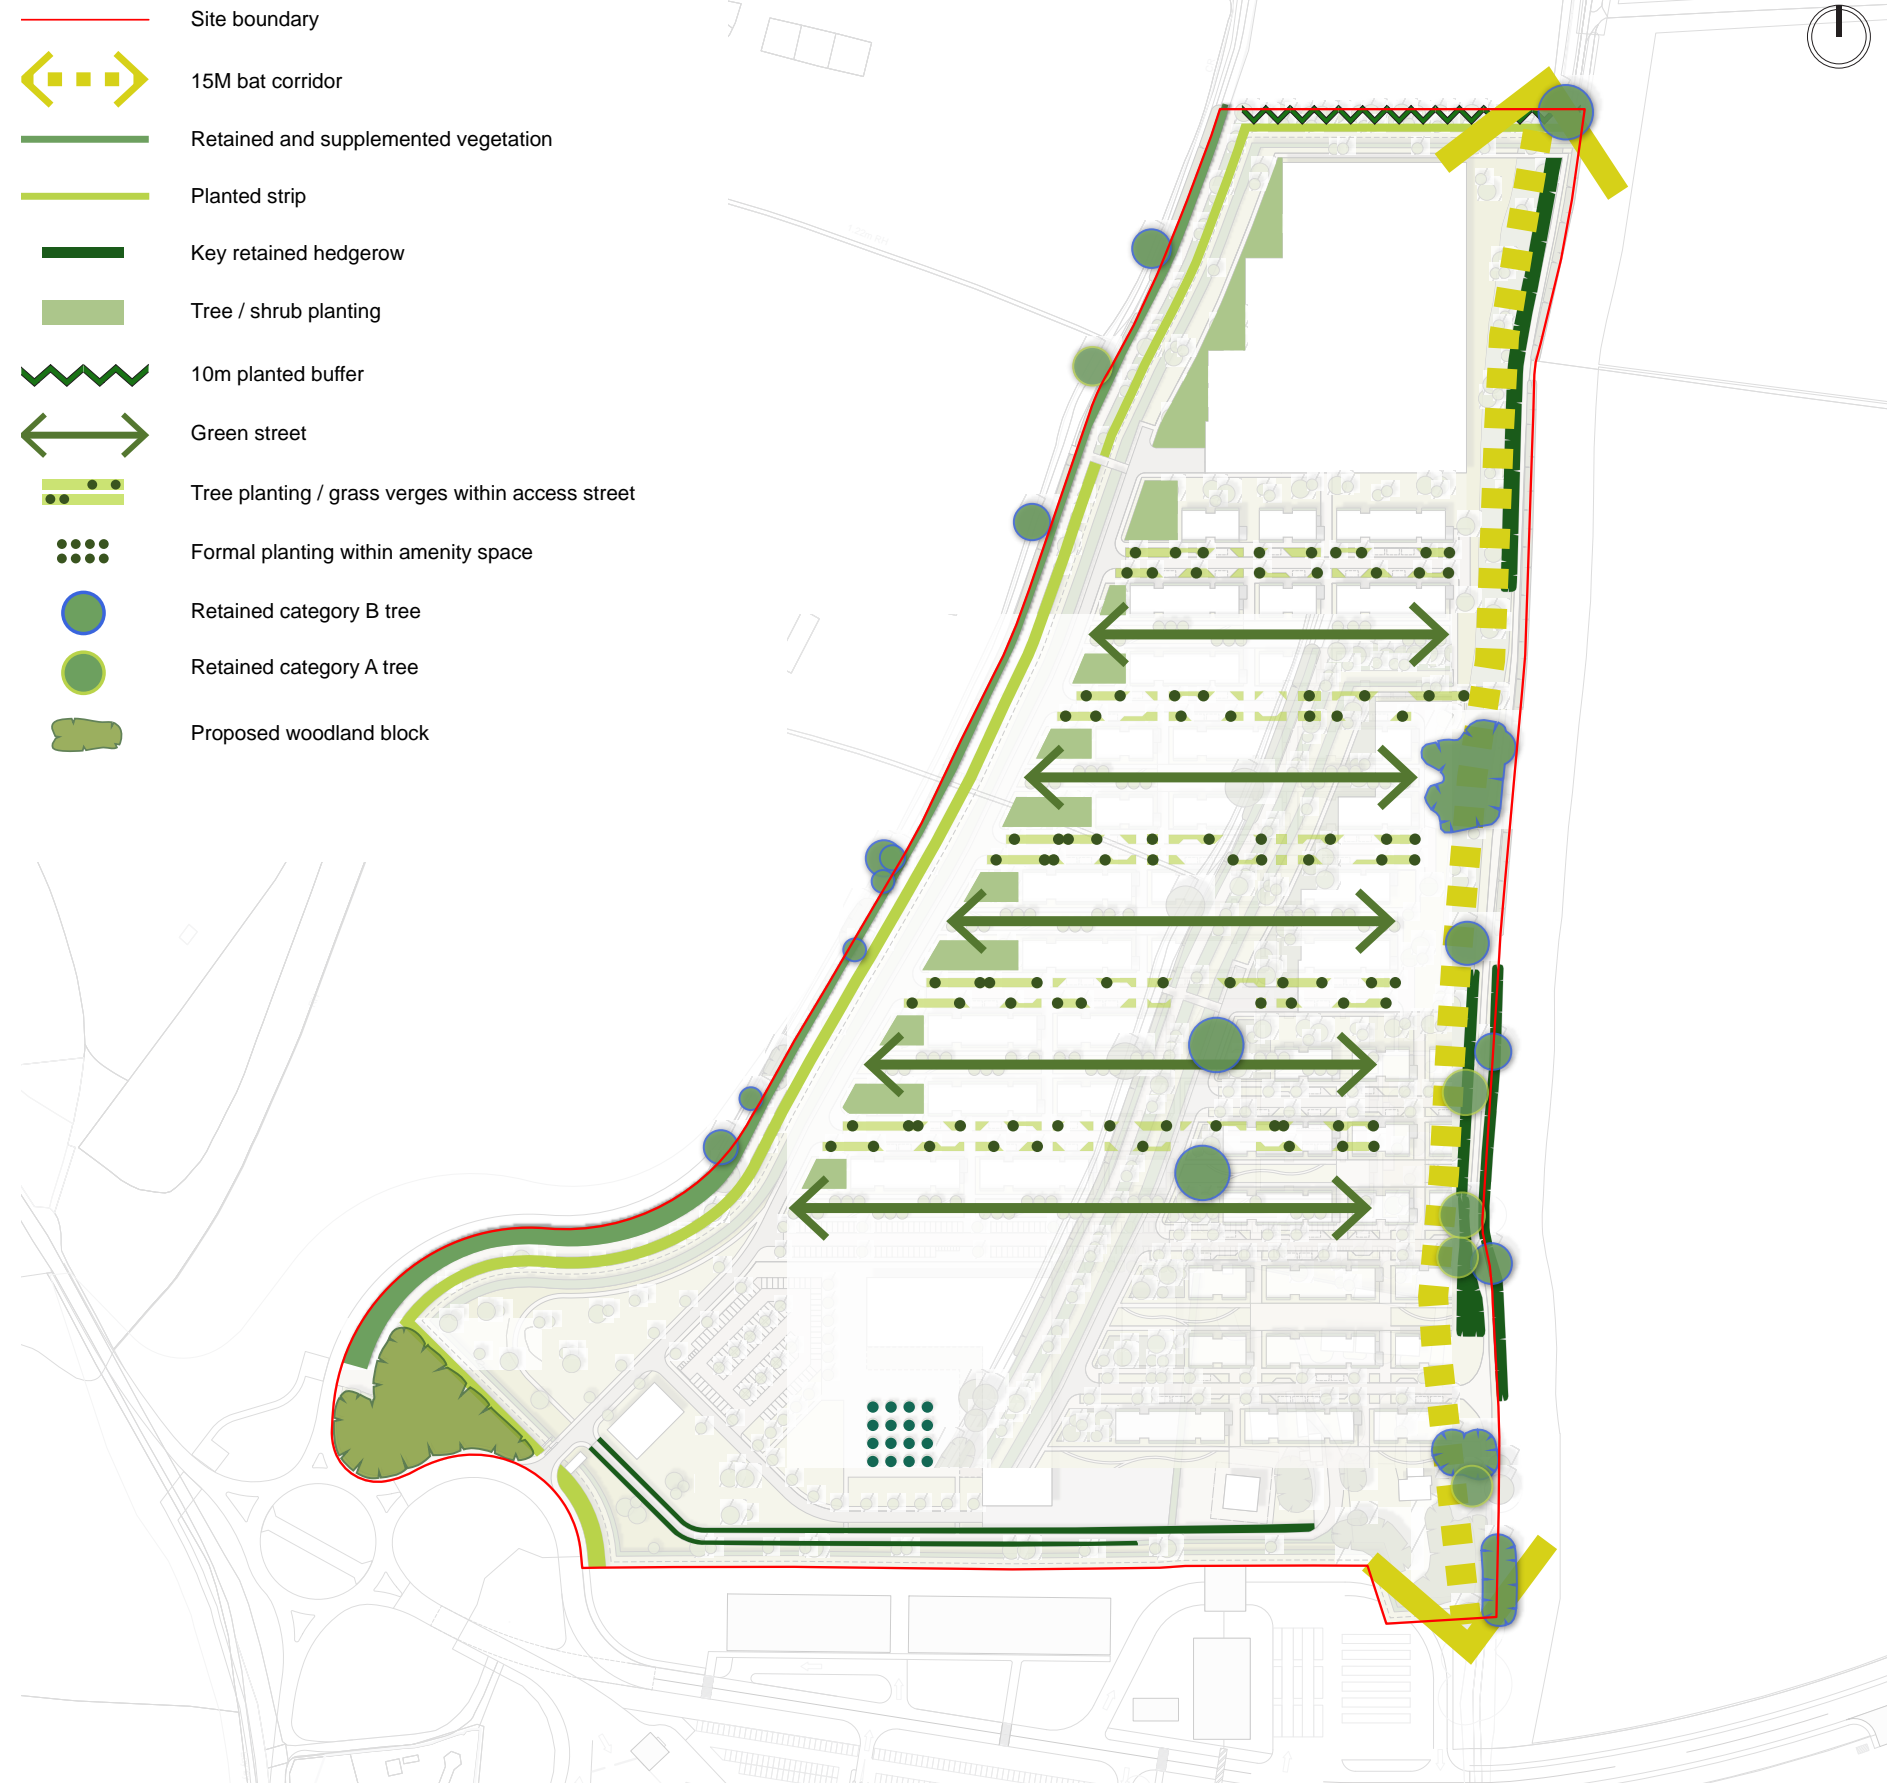 Site boundary
15M bat corridor
Retained and supplemented vegetation
Planted strip
Key retained hedgerow
Tree / shrub planting
10m planted buffer
Green street
Tree planting / grass verges within access street
Formal planting within amenity space
Retained category B tree
Retained category A tree
Proposed woodland block